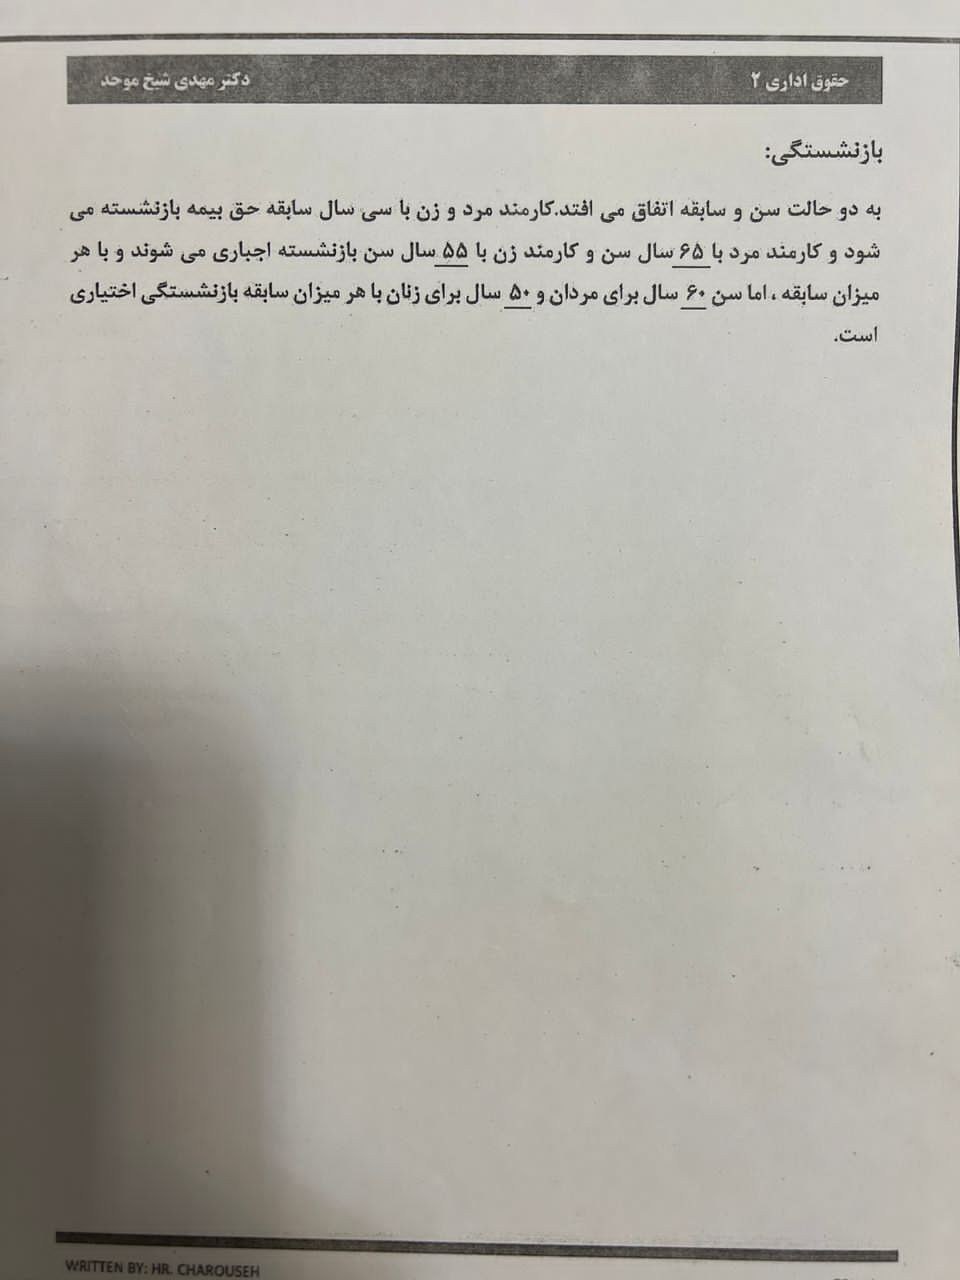 حقوق اداری ۲
دکتر مهدی شیخ موحد
بازنشستگی:
به دو حالت سن و سابقه اتفاق می افتد.کارمند مرد و زن با سی سال سابقه حق بیمه بازنشسته می
شود و کارمند مرد با ۶۵ سال سن و کارمند زن با ۵۵ سال سن بازنشسته اجباری می شوند و با هر
میزان سابقه ، اما سن ۶۰ سال برای مردان و ۵۰ سال برای زنان با هر میزان سابقه بازنشستگی اختیاری
است.
WRITTEN BY: HR. CHAROUSEH